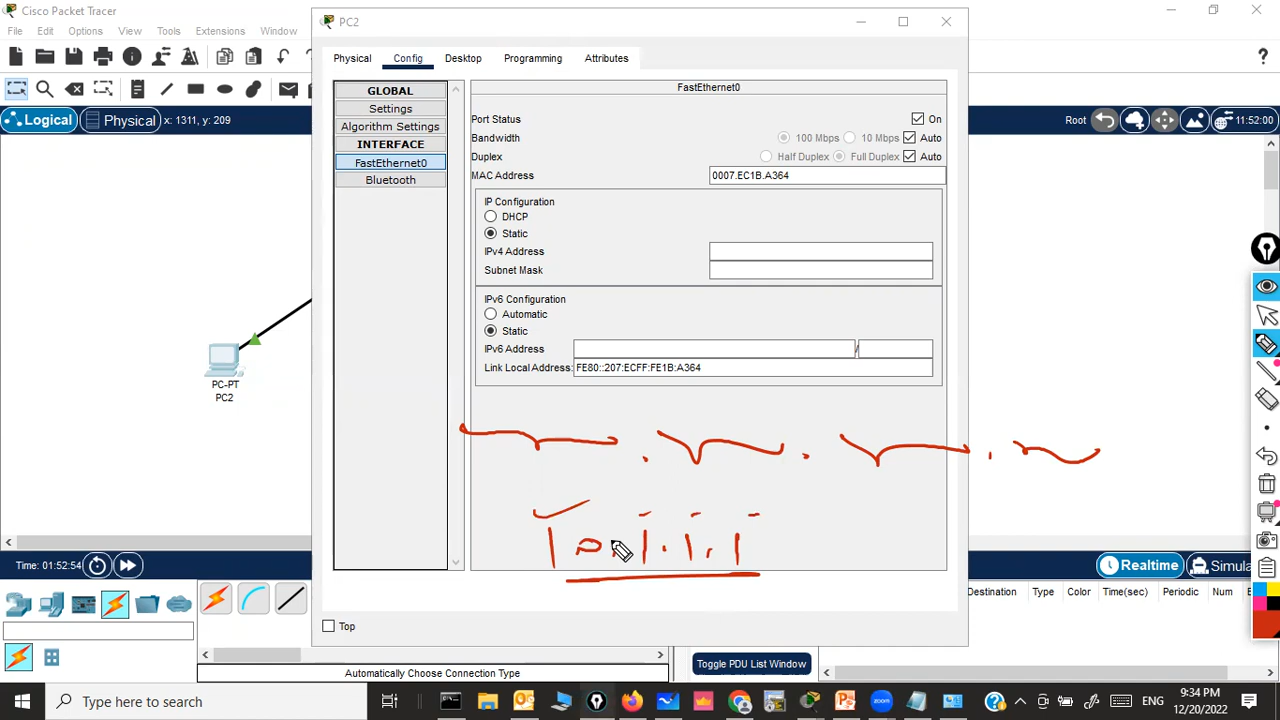 Cisco Packet Tracer
File Edit Options View Tools Extensions Window
Logical
Physical x: 1311, y: 209
PC-PT
PC2
Time: 01:52:54
PC2
Physical Config Desktop Programming Attributes
GLOBAL
Settings
Algorithm Settings
INTERFACE
FastEthernet0
Bluetooth
FastEthernet0
Port Status On
Bandwidth 100 Mbps 10 Mbps Auto
Duplex Half Duplex Full Duplex Auto
MAC Address 0007.EC1B.A364
IP Configuration
DHCP
Static
IPv4 Address
Subnet Mask
IPv6 Configuration
Automatic
Static
IPv6 Address /
Link Local Address: FE80::207:ECFF:FE1B:A364
10.1.1.1
Top
Root 11:52:00
Realtime Simula
Destination Type Color Time(sec) Periodic Num E
Automatically Choose Connection Type
Toggle PDU List Window
Type here to search
ENG
9:34 PM
12/20/2022